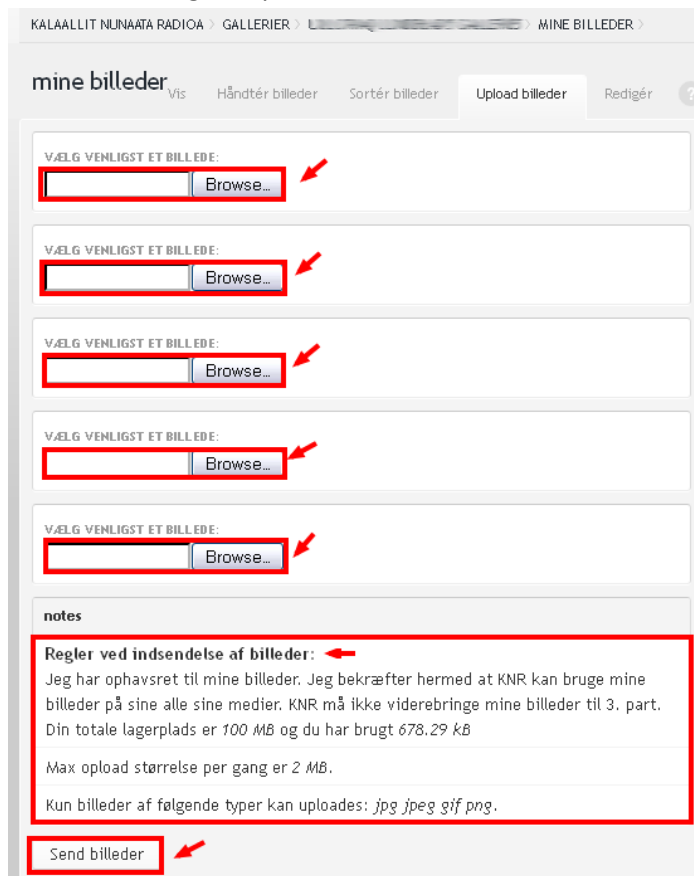 KALAALLIT NUNAATA RADIOA > GALLERIER > > MINE BILLEDER >
mine billeder Vis Håndtér billeder Sortér billeder Upload billeder Redigér ?
VÆLG VENLIGST ET BILLEDE:
Browse...
VÆLG VENLIGST ET BILLEDE:
Browse...
VÆLG VENLIGST ET BILLEDE:
Browse...
VÆLG VENLIGST ET BILLEDE:
Browse...
VÆLG VENLIGST ET BILLEDE:
Browse...
notes
Regler ved indsendelse af billeder:
Jeg har ophavsret til mine billeder. Jeg bekræfter hermed at KNR kan bruge mine
billeder på sine alle sine medier. KNR må ikke viderebringe mine billeder til 3. part.
Din totale lagerplads er 100 MB og du har brugt 678.29 kB
Max opload størrelse per gang er 2 MB.
Kun billeder af følgende typer kan uploades: jpg jpeg gif png.
Send billeder